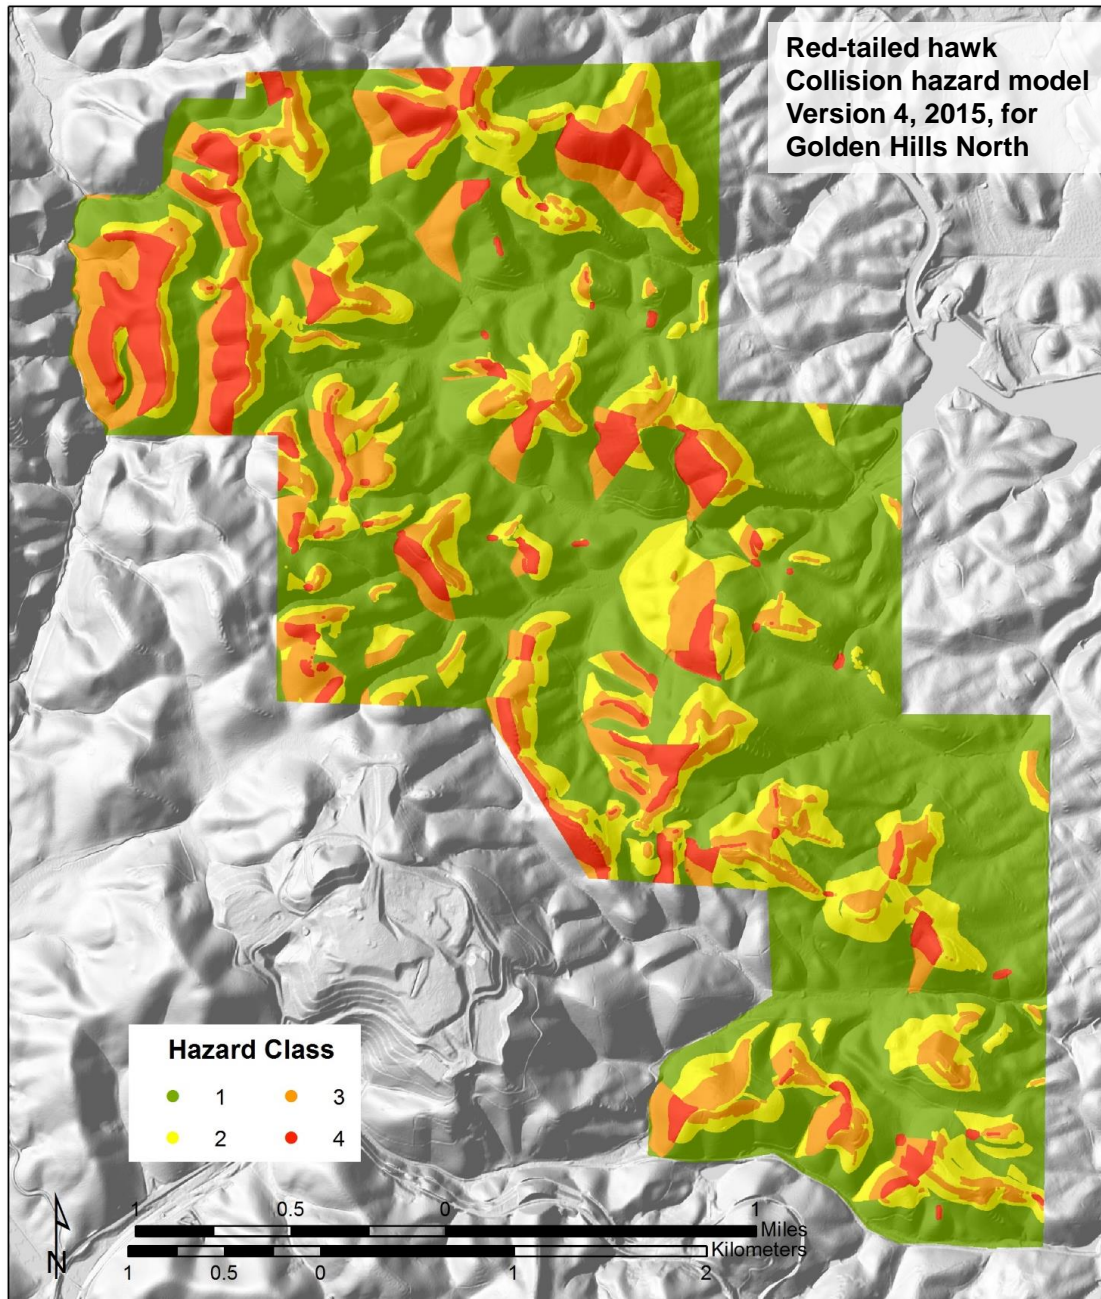 Red-tailed hawk
Collision hazard model
Version 4, 2015, for
Golden Hills North
Hazard Class
1 3
2 4
N
1 0.5 0 1 Miles
Kilometers
1 0.5 0 1 2